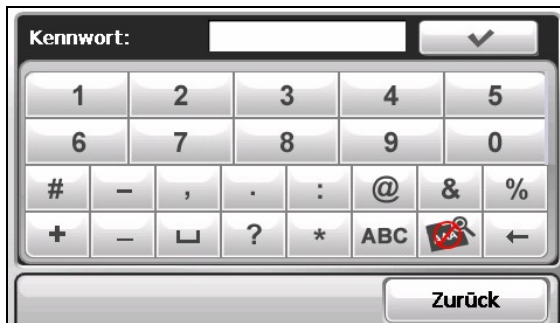 Kennwort:
1 2 3 4 5
6 7 8 9 0
# – , . : @ & %
+ _ ␣ ? * ABC ←
Zurück